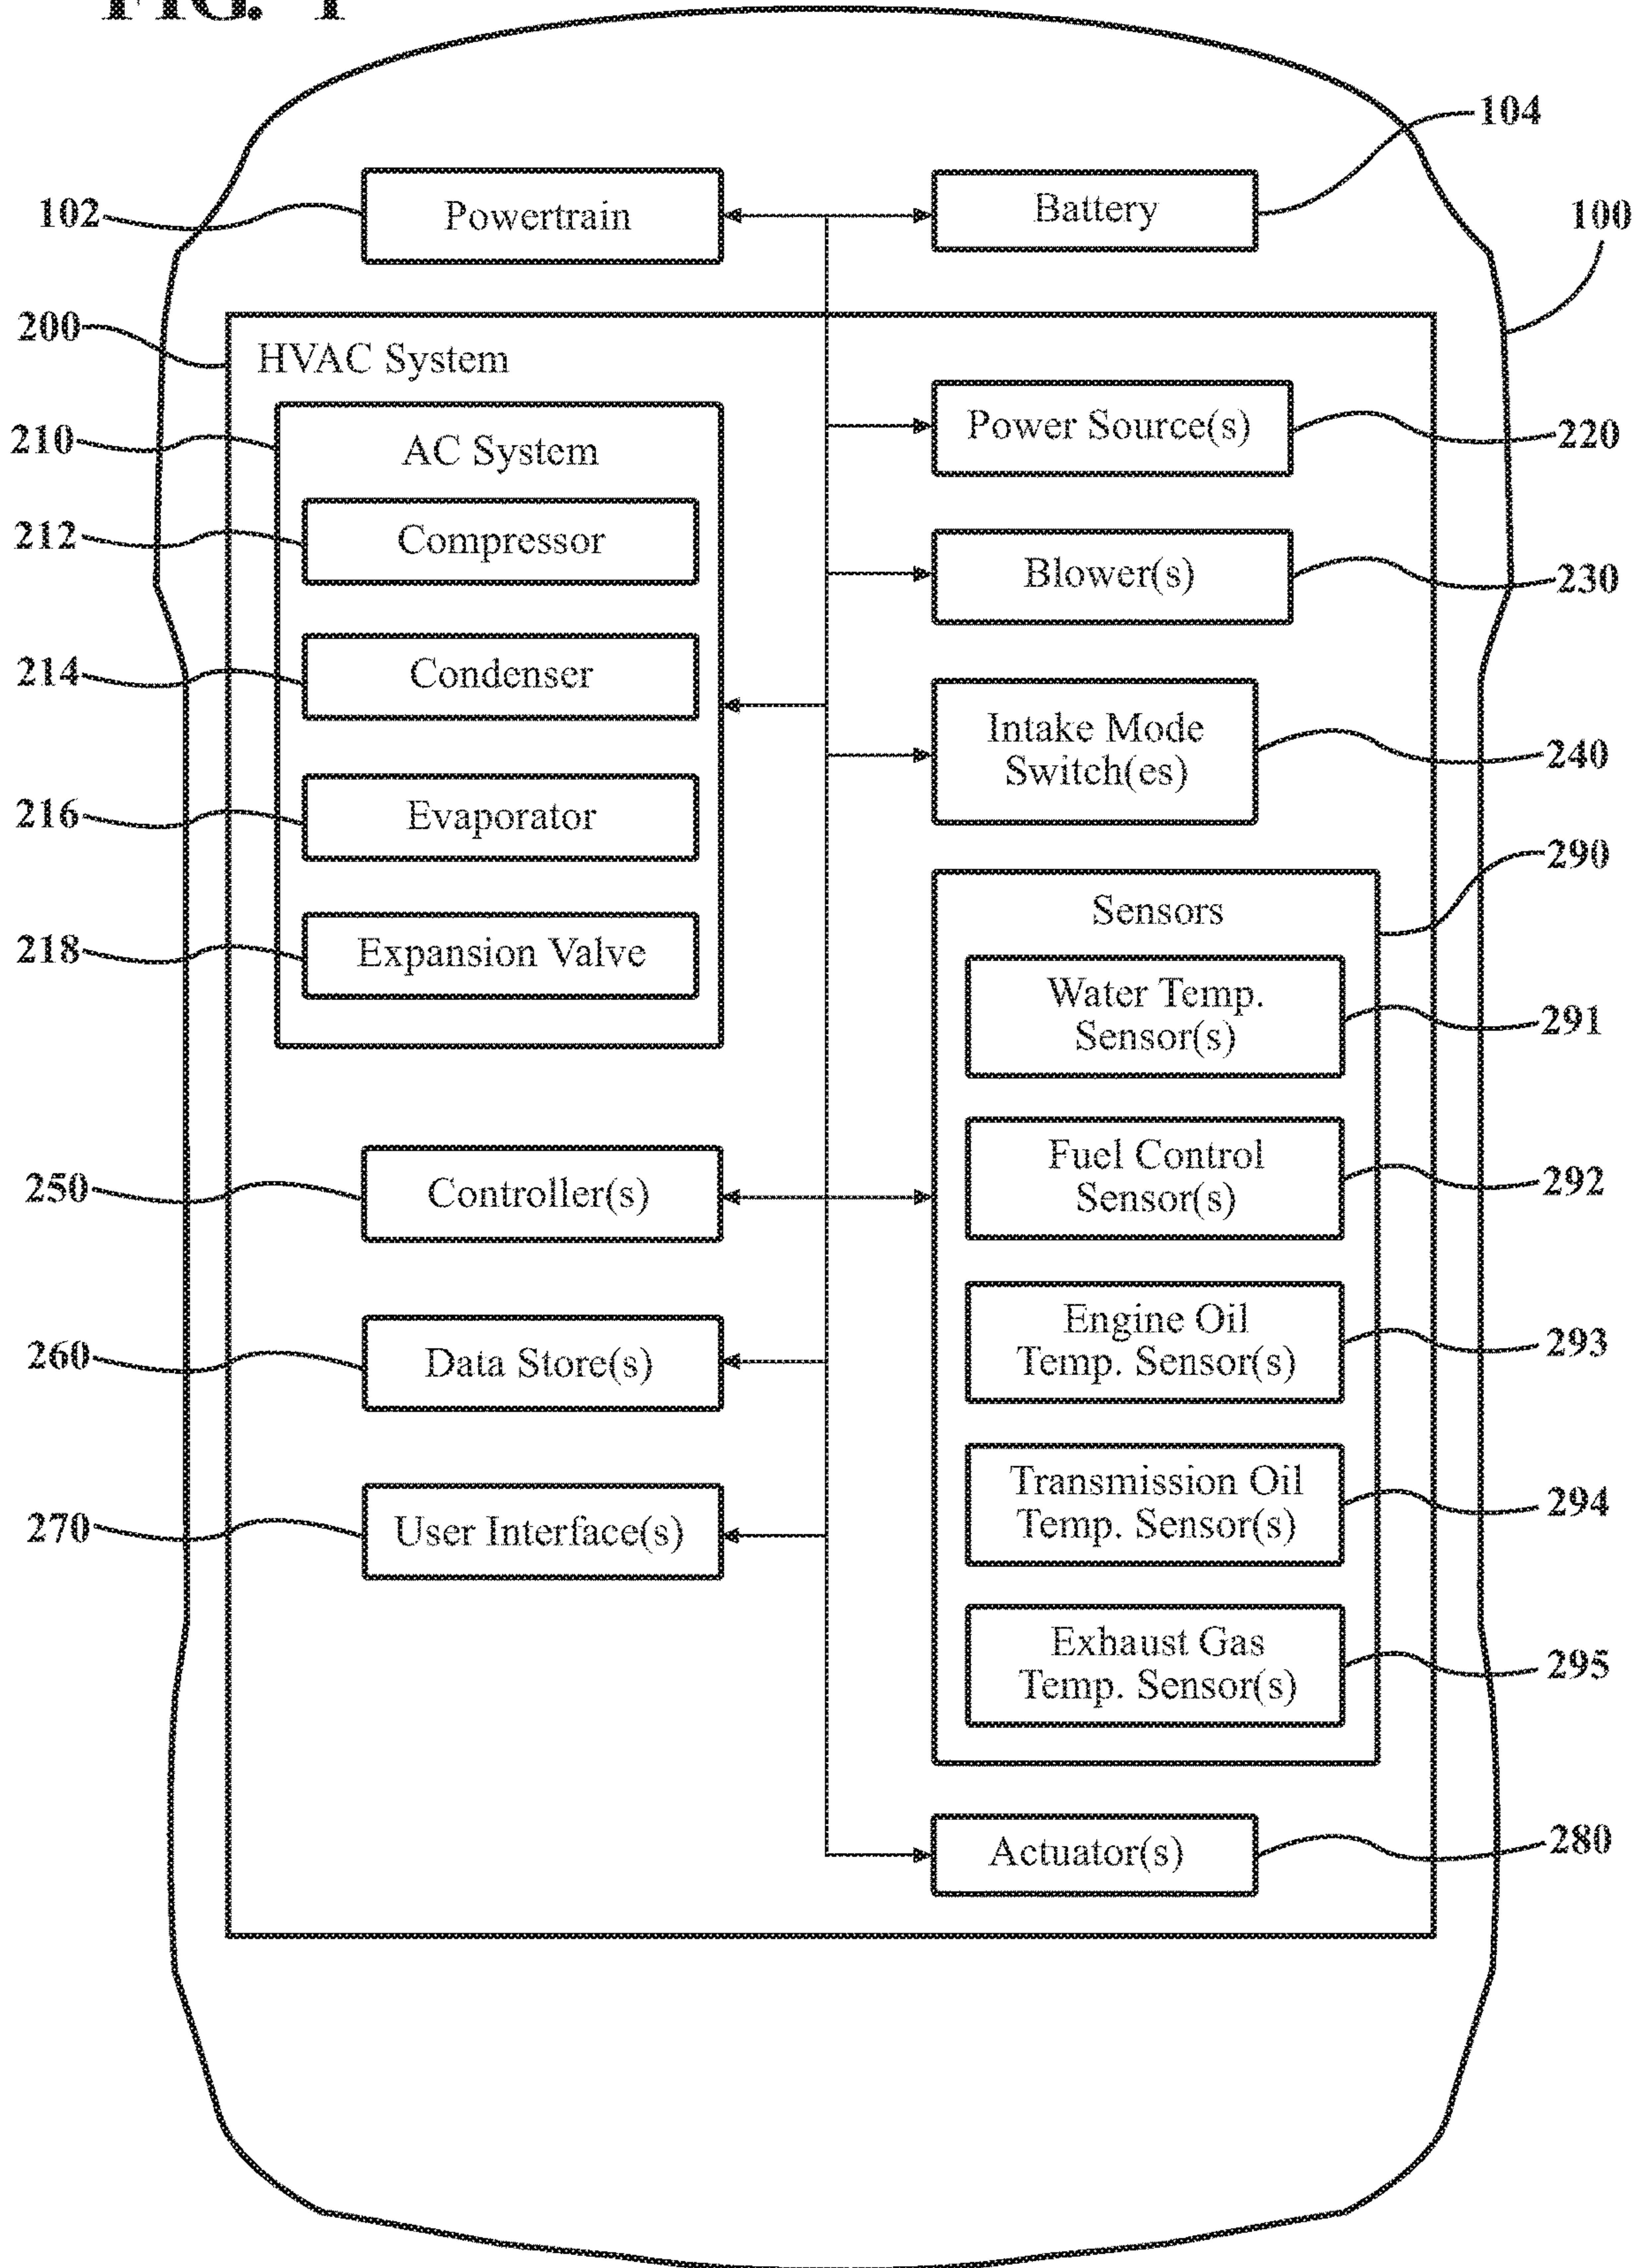 FIG. 1
104
102
Powertrain
Battery
100
200
HVAC System
210
AC System
Power Source(s)
220
212
Compressor
Blower(s)
230
214
Condenser
Intake Mode
Switch(es)
240
216
Evaporator
290
Sensors
218
Expansion Valve
Water Temp.
Sensor(s)
291
250
Controller(s)
Fuel Control
Sensor(s)
292
260
Data Store(s)
Engine Oil
Temp. Sensor(s)
293
270
User Interface(s)
Transmission Oil
Temp. Sensor(s)
294
Exhaust Gas
Temp. Sensor(s)
295
Actuator(s)
280